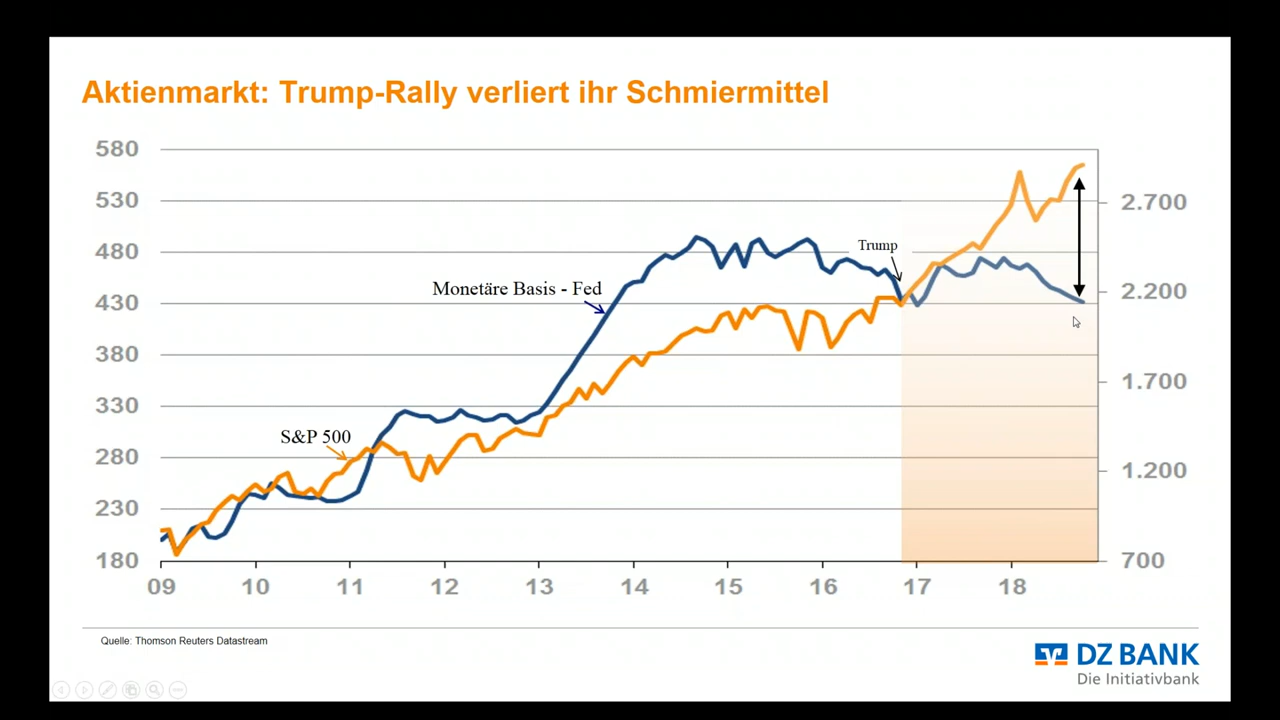 Aktienmarkt: Trump-Rally verliert ihr Schmiermittel
580
530
480
430
380
330
280
230
180
2.700
2.200
1.700
1.200
700
Trump
Monetäre Basis - Fed
S&P 500
09 10 11 12 13 14 15 16 17 18
Quelle: Thomson Reuters Datastream
DZ BANK
Die Initiativbank